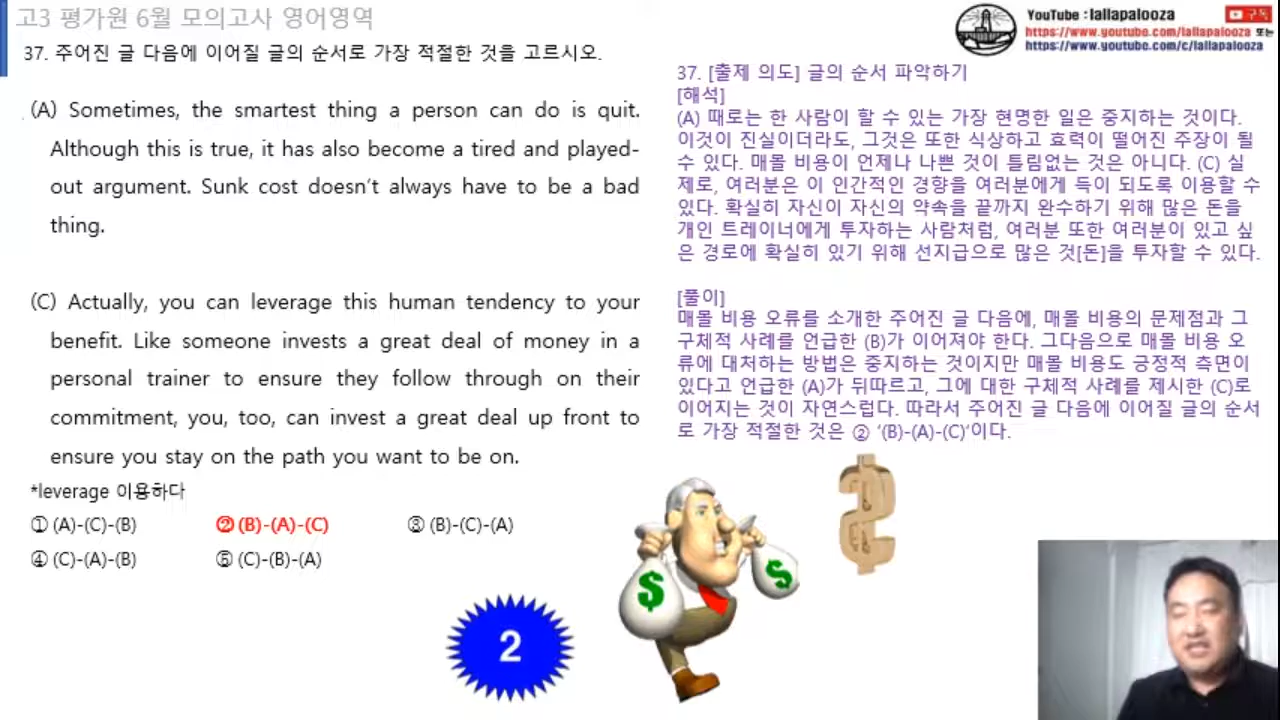 고3 평가원 6월 모의고사 영어영역
37. 주어진 글 다음에 이어질 글의 순서로 가장 적절한 것을 고르시오.
(A) Sometimes, the smartest thing a person can do is quit.
Although this is true, it has also become a tired and played-
out argument. Sunk cost doesn't always have to be a bad
thing.
(C) Actually, you can leverage this human tendency to your
benefit. Like someone invests a great deal of money in a
personal trainer to ensure they follow through on their
commitment, you, too, can invest a great deal up front to
ensure you stay on the path you want to be on.
*leverage 이용하다
① (A)-(C)-(B) ② (B)-(A)-(C) ③ (B)-(C)-(A)
④ (C)-(A)-(B) ⑤ (C)-(B)-(A)
2
YouTube : lallapalooza 구독
https://www.youtube.com/lallapalooza 또는
https://www.youtube.com/c/lallapalooza
37. [출제 의도] 글의 순서 파악하기
[해석]
(A) 때로는 한 사람이 할 수 있는 가장 현명한 일은 중지하는 것이다.
이것이 진실이더라도, 그것은 또한 식상하고 효력이 떨어진 주장이 될
수 있다. 매몰 비용이 언제나 나쁜 것이 틀림없는 것은 아니다. (C) 실
제로, 여러분은 이 인간적인 경향을 여러분에게 득이 되도록 이용할 수
있다. 확실히 자신이 자신의 약속을 끝까지 완수하기 위해 많은 돈을
개인 트레이너에게 투자하는 사람처럼, 여러분 또한 여러분이 있고 싶
은 경로에 확실히 있기 위해 선지급으로 많은 것[돈]을 투자할 수 있다.
[풀이]
매몰 비용 오류를 소개한 주어진 글 다음에, 매몰 비용의 문제점과 그
구체적 사례를 언급한 (B)가 이어져야 한다. 그다음으로 매몰 비용 오
류에 대처하는 방법은 중지하는 것이지만 매몰 비용도 긍정적 측면이
있다고 언급한 (A)가 뒤따르고, 그에 대한 구체적 사례를 제시한 (C)로
이어지는 것이 자연스럽다. 따라서 주어진 글 다음에 이어질 글의 순서
로 가장 적절한 것은 ② ‘(B)-(A)-(C)’이다.
$
$